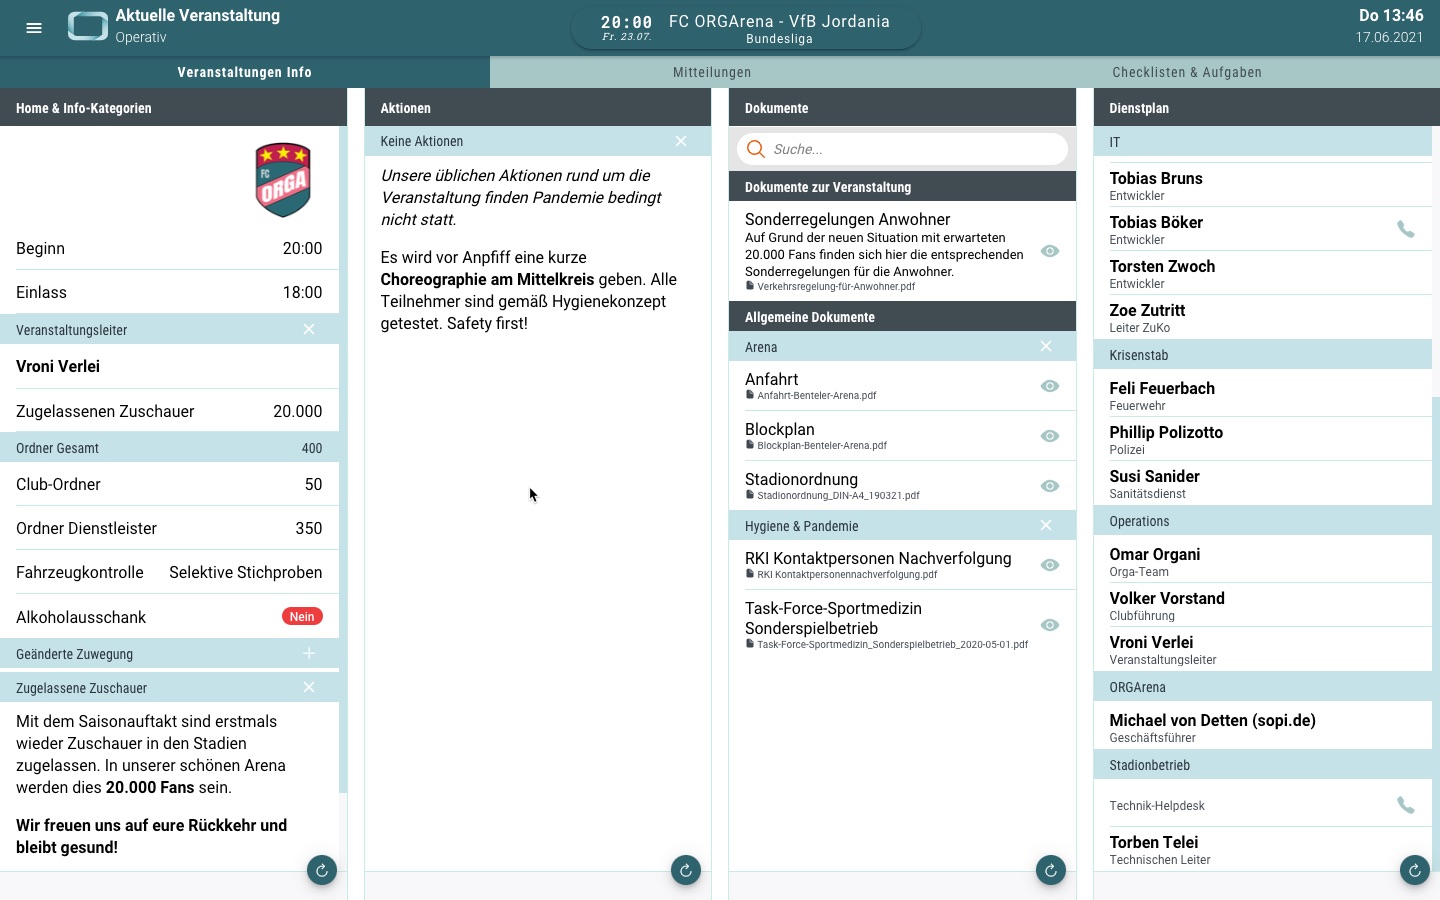 Aktuelle Veranstaltung
Operativ
20:00
Fr. 23.07.
FC ORGArena - VfB Jordania
Bundesliga
Do 13:46
17.06.2021
Veranstaltungen Info
Mitteilungen
Checklisten & Aufgaben
Home & Info-Kategorien
FC
ORGA
Beginn 20:00
Einlass 18:00
Veranstaltungsleiter
Vroni Verlei
Zugelassenen Zuschauer 20.000
Ordner Gesamt 400
Club-Ordner 50
Ordner Dienstleister 350
Fahrzeugkontrolle Selektive Stichproben
Alkoholausschank Nein
Geänderte Zuwegung
Zugelassene Zuschauer
Mit dem Saisonauftakt sind erstmals
wieder Zuschauer in den Stadien
zugelassen. In unserer schönen Arena
werden dies 20.000 Fans sein.
Wir freuen uns auf eure Rückkehr und
bleibt gesund!
Aktionen
Keine Aktionen
Unsere üblichen Aktionen rund um die
Veranstaltung finden Pandemie bedingt
nicht statt.
Es wird vor Anpfiff eine kurze
Choreographie am Mittelkreis geben. Alle
Teilnehmer sind gemäß Hygienekonzept
getestet. Safety first!
Dokumente
Suche...
Dokumente zur Veranstaltung
Sonderregelungen Anwohner
Auf Grund der neuen Situation mit erwarteten
20.000 Fans finden sich hier die entsprechenden
Sonderregelungen für die Anwohner.
Verkehrsregelung-für-Anwohner.pdf
Allgemeine Dokumente
Arena
Anfahrt
Anfahrt-Benteler-Arena.pdf
Blockplan
Blockplan-Benteler-Arena.pdf
Stadionordnung
Stadionordnung_DIN-A4_190321.pdf
Hygiene & Pandemie
RKI Kontaktpersonen Nachverfolgung
RKI Kontaktpersonennachverfolgung.pdf
Task-Force-Sportmedizin
Sonderspielbetrieb
Task-Force-Sportmedizin_Sonderspielbetrieb_2020-05-01.pdf
Dienstplan
IT
Tobias Bruns
Entwickler
Tobias Böker
Entwickler
Torsten Zwoch
Entwickler
Zoe Zutritt
Leiter ZuKo
Krisenstab
Feli Feuerbach
Feuerwehr
Phillip Polizotto
Polizei
Susi Sanider
Sanitätsdienst
Operations
Omar Organi
Orga-Team
Volker Vorstand
Clubführung
Vroni Verlei
Veranstaltungsleiter
ORGArena
Michael von Detten (sopi.de)
Geschäftsführer
Stadionbetrieb
Technik-Helpdesk
Torben Telei
Technischen Leiter